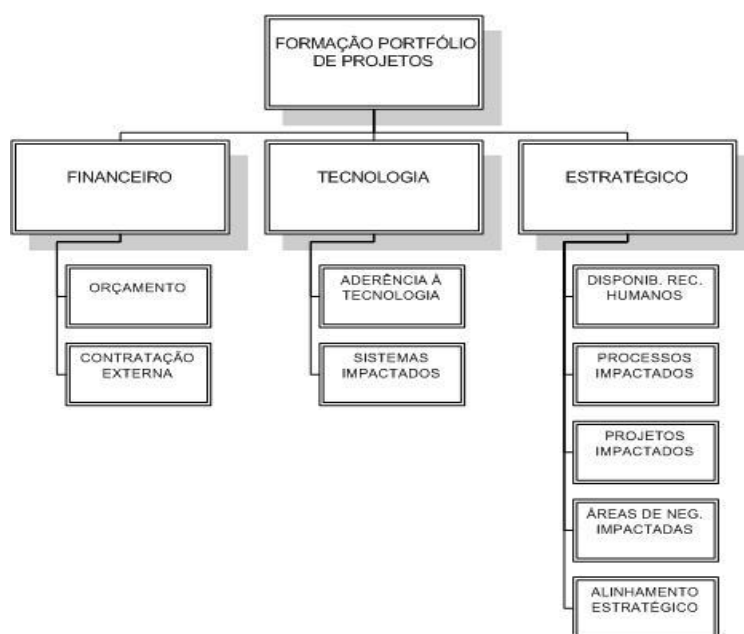 FORMAÇÃO PORTFÓLIO
DE PROJETOS
FINANCEIRO
TECNOLOGIA
ESTRATÉGICO
ORÇAMENTO
CONTRATAÇÃO
EXTERNA
ADERÊNCIA À
TECNOLOGIA
SISTEMAS
IMPACTADOS
DISPONIB. REC.
HUMANOS
PROCESSOS
IMPACTADOS
PROJETOS
IMPACTADOS
ÁREAS DE NEG.
IMPACTADAS
ALINHAMENTO
ESTRATÉGICO